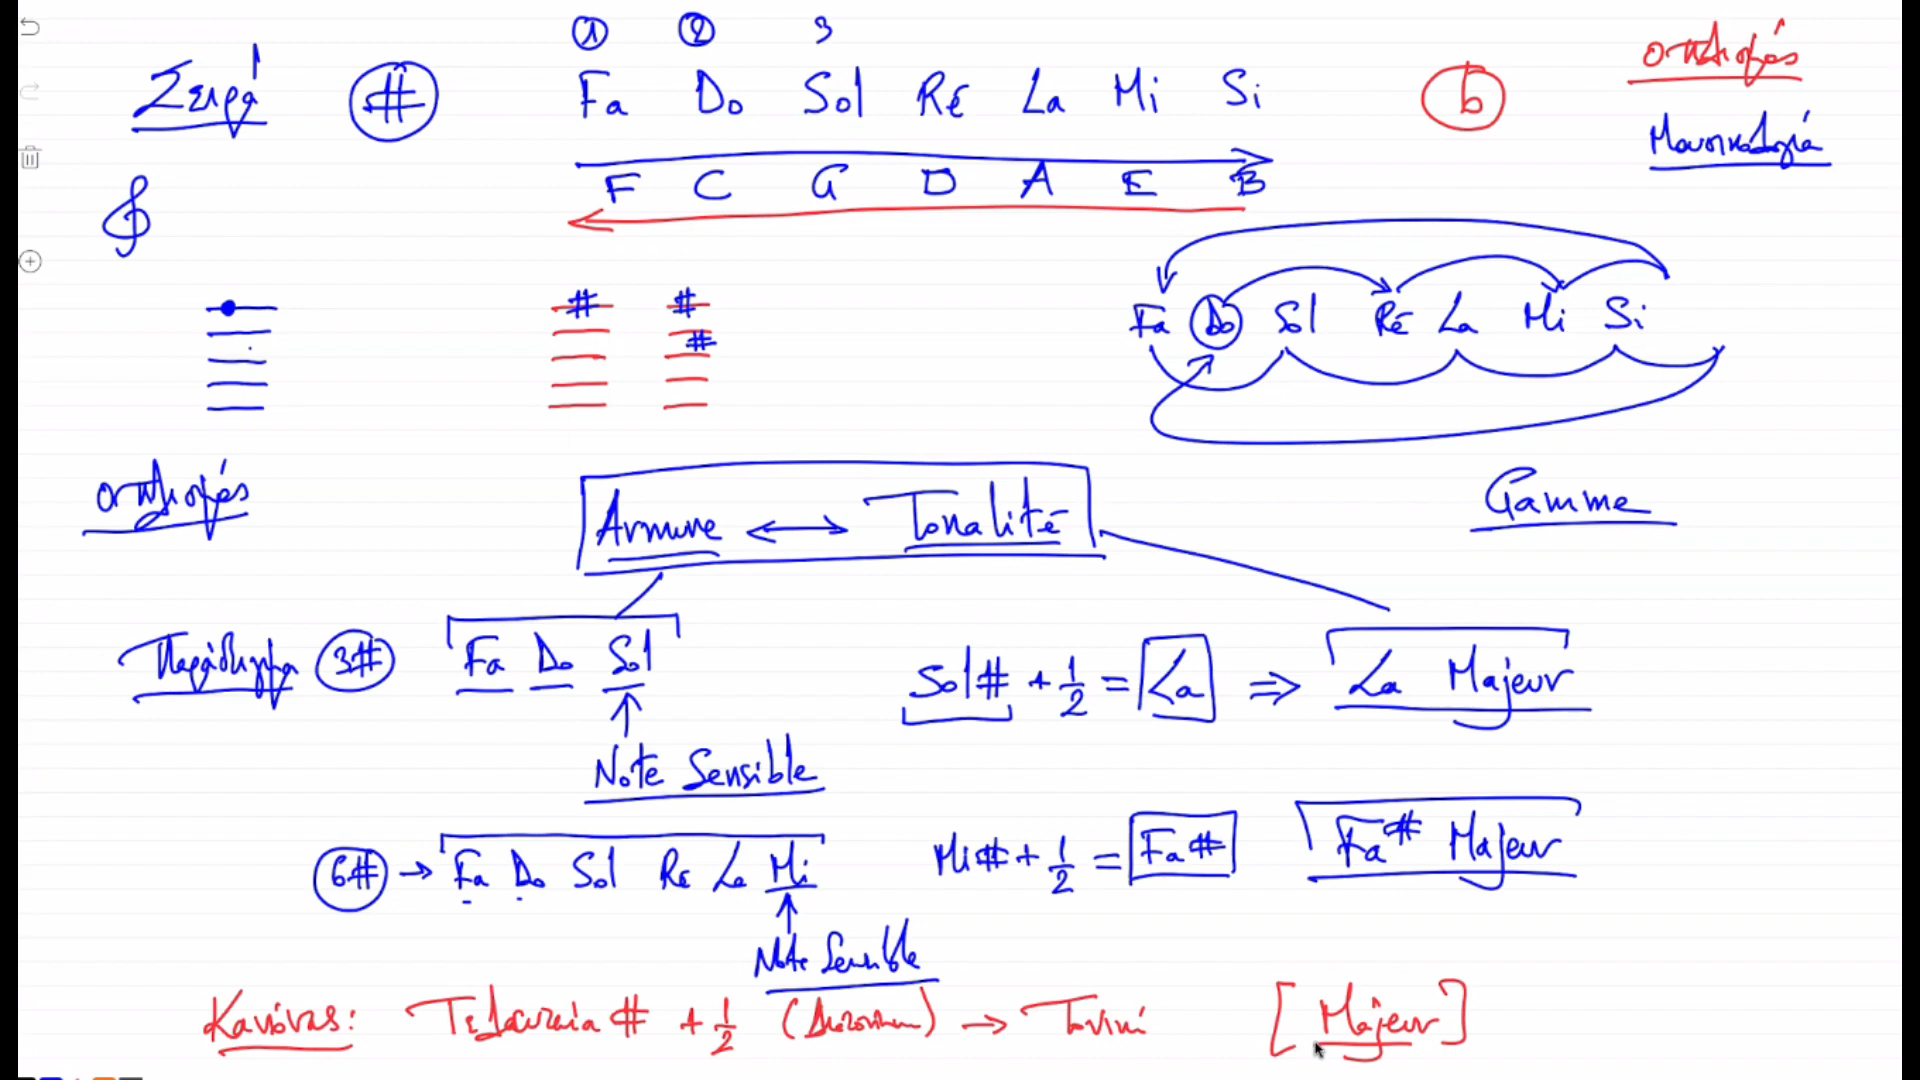 ① ② 3
Σειρά # Fa Do Sol Ré La Mi Si b οπλισμός
Μουσικολογία
F C G D A E B
# #
#
Fa Do Sol Ré La Mi Si
οπλισμός Armure ↔ Tonalité Gamme
Παράδειγμα 3# Fa Do Sol Sol# + 1/2 = La ⇒ La Majeur
Note Sensible
6# → Fa Do Sol Ré La Mi Mi# + 1/2 = Fa# Fa# Majeur
Note Sensible
Κανόνας: Τελευταία # + 1/2 → Τονική [Majeur]